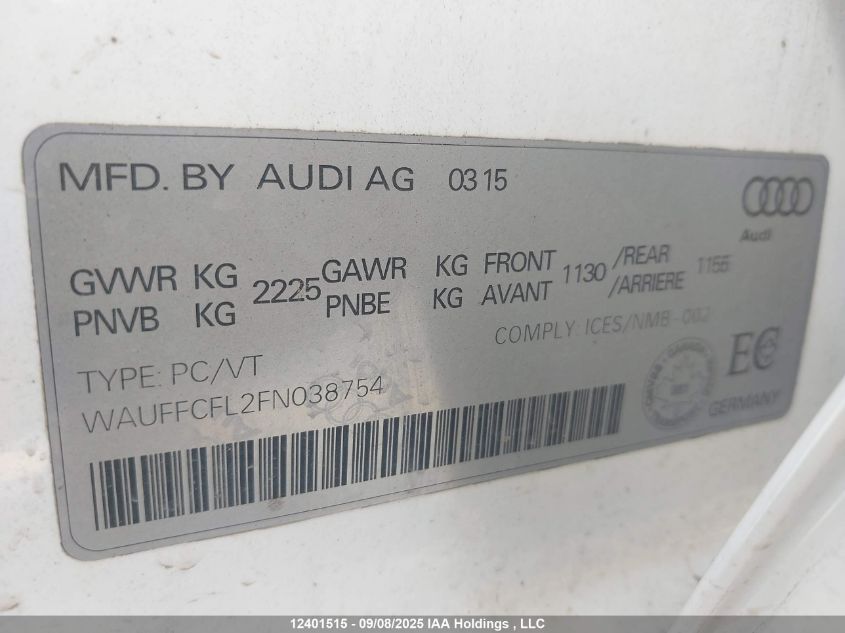 MFD. BY AUDI AG 03 15
Audi
GVWR KG 2225 GAWR KG FRONT 1130 /REAR 1155
PNVB KG PNBE KG AVANT /ARRIERE
COMPLY: ICES/NMB-002
TYPE: PC/VT
WAUFFCFL2FN038754
EC
GERMANY
12401515 - 09/08/2025 IAA Holdings , LLC